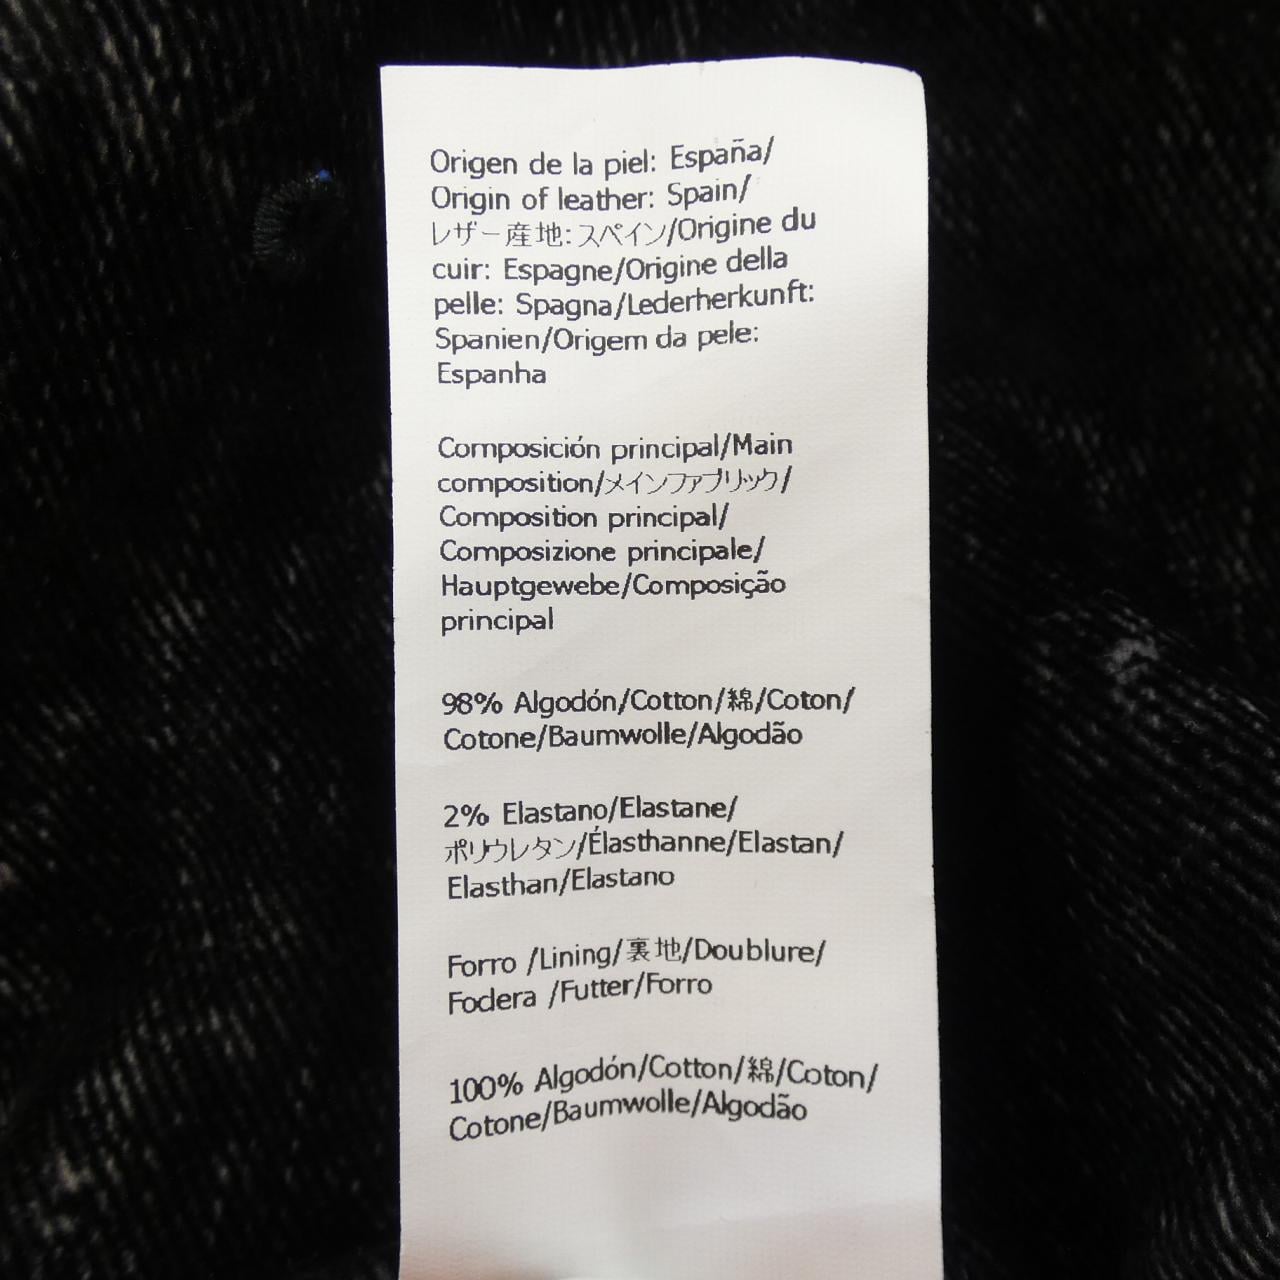 Origen de la piel: España/
Origin of leather: Spain/
レザー産地: スペイン/Origine du
cuir: Espagne/Origine della
pelle: Spagna/Lederherkunft:
Spanien/Origem da pele:
Espanha
Composición principal/Main
composition/メインファブリック/
Composition principal/
Composizione principale/
Hauptgewebe/Composição
principal
98% Algodón/Cotton/綿/Coton/
Cotone/Baumwolle/Algodão
2% Elastano/Elastane/
ポリウレタン/Élasthanne/Elastan/
Elasthan/Elastano
Forro /Lining/裏地/Doublure/
Fodera /Futter/Forro
100% Algodón/Cotton/綿/Coton/
Cotone/Baumwolle/Algodão